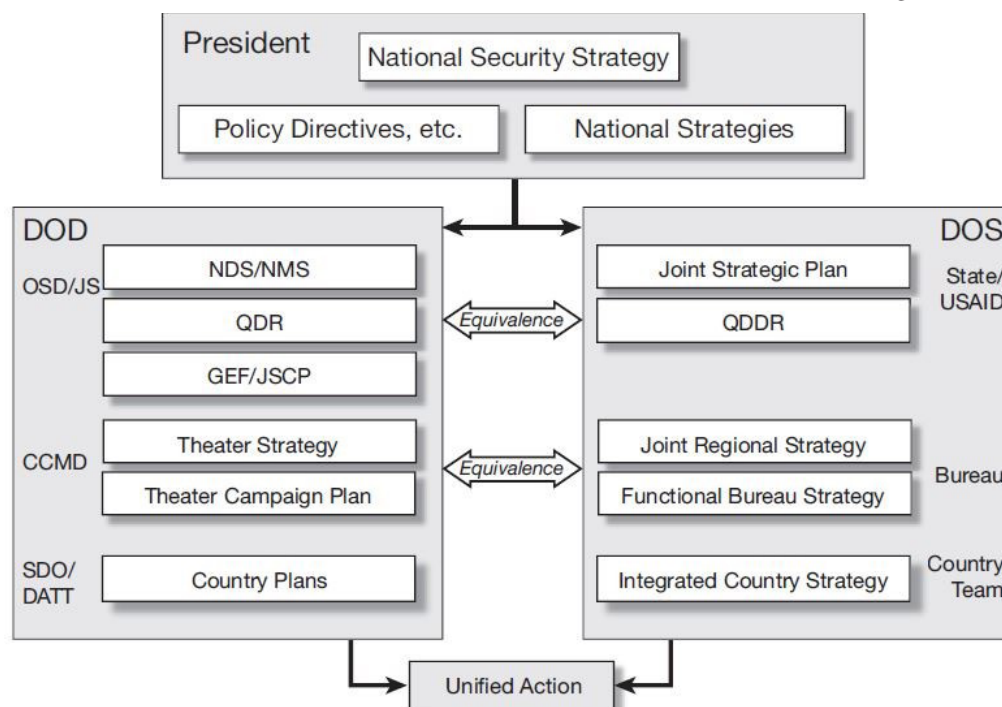 President
National Security Strategy
Policy Directives, etc.
National Strategies
DOD
OSD/JS
NDS/NMS
QDR
GEF/JSCP
CCMD
Theater Strategy
Theater Campaign Plan
SDO/
DATT
Country Plans
Equivalence
Equivalence
DOS
Joint Strategic Plan
State/
USAID
QDDR
Joint Regional Strategy
Functional Bureau Strategy
Bureau
Integrated Country Strategy
Country
Team
Unified Action